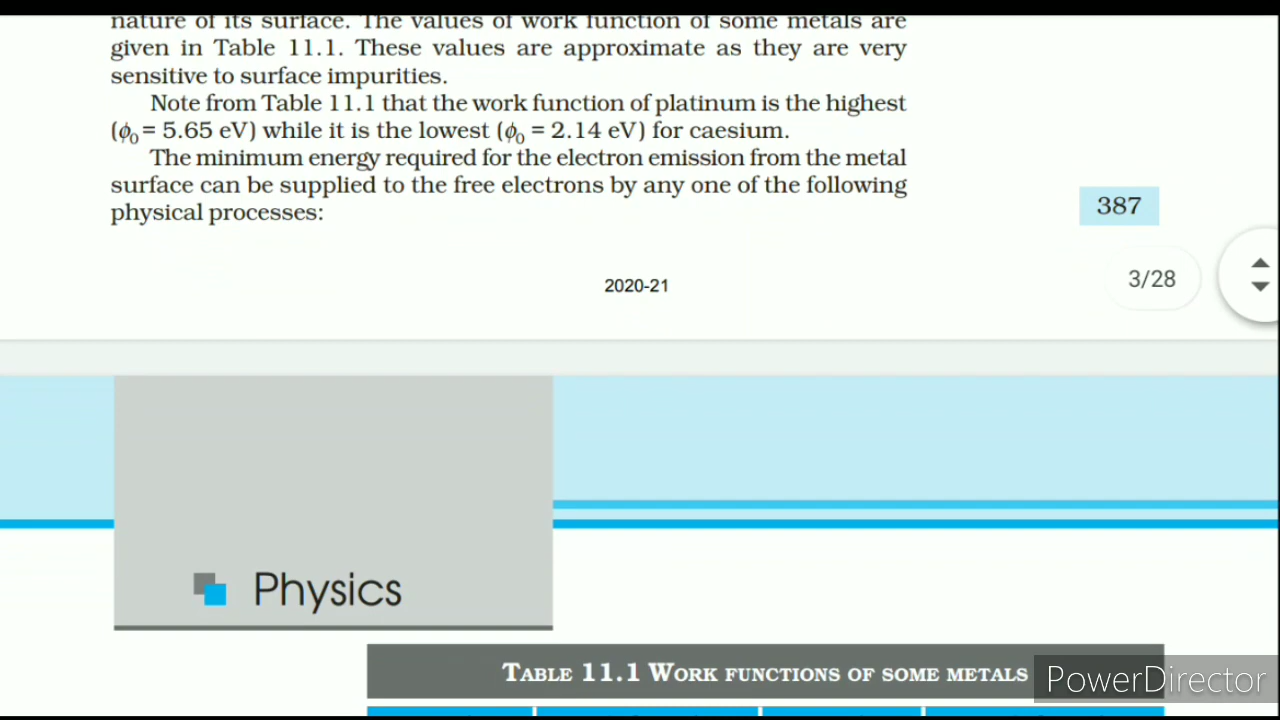 nature of its surface. The values of work function of some metals are
given in Table 11.1. These values are approximate as they are very
sensitive to surface impurities.
Note from Table 11.1 that the work function of platinum is the highest
(ϕ₀ = 5.65 eV) while it is the lowest (ϕ₀ = 2.14 eV) for caesium.
The minimum energy required for the electron emission from the metal
surface can be supplied to the free electrons by any one of the following
physical processes:
387
3/28
2020-21
Physics
TABLE 11.1 WORK FUNCTIONS OF SOME METALS
PowerDirector